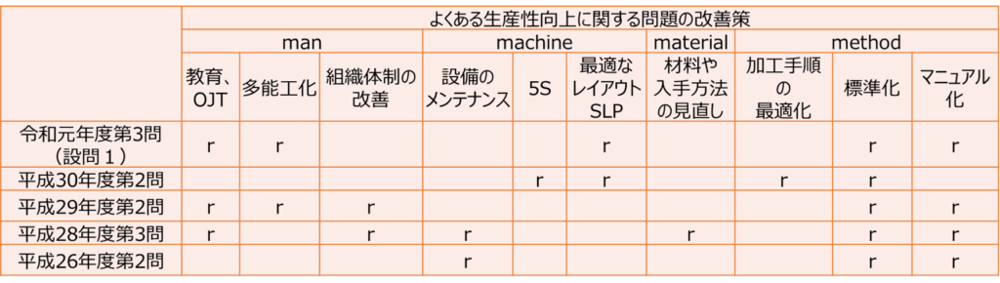 よくある生産性向上に関する問題の改善策
man machine material method
教育、OJT 多能工化 組織体制の改善 設備のメンテナンス 5S 最適なレイアウトSLP 材料や入手方法の見直し 加工手順の最適化 標準化 マニュアル化
令和元年度第3問（設問１） r r r r r
平成30年度第2問 r r r r
平成29年度第2問 r r r r r
平成28年度第3問 r r r r r r
平成26年度第2問 r r r